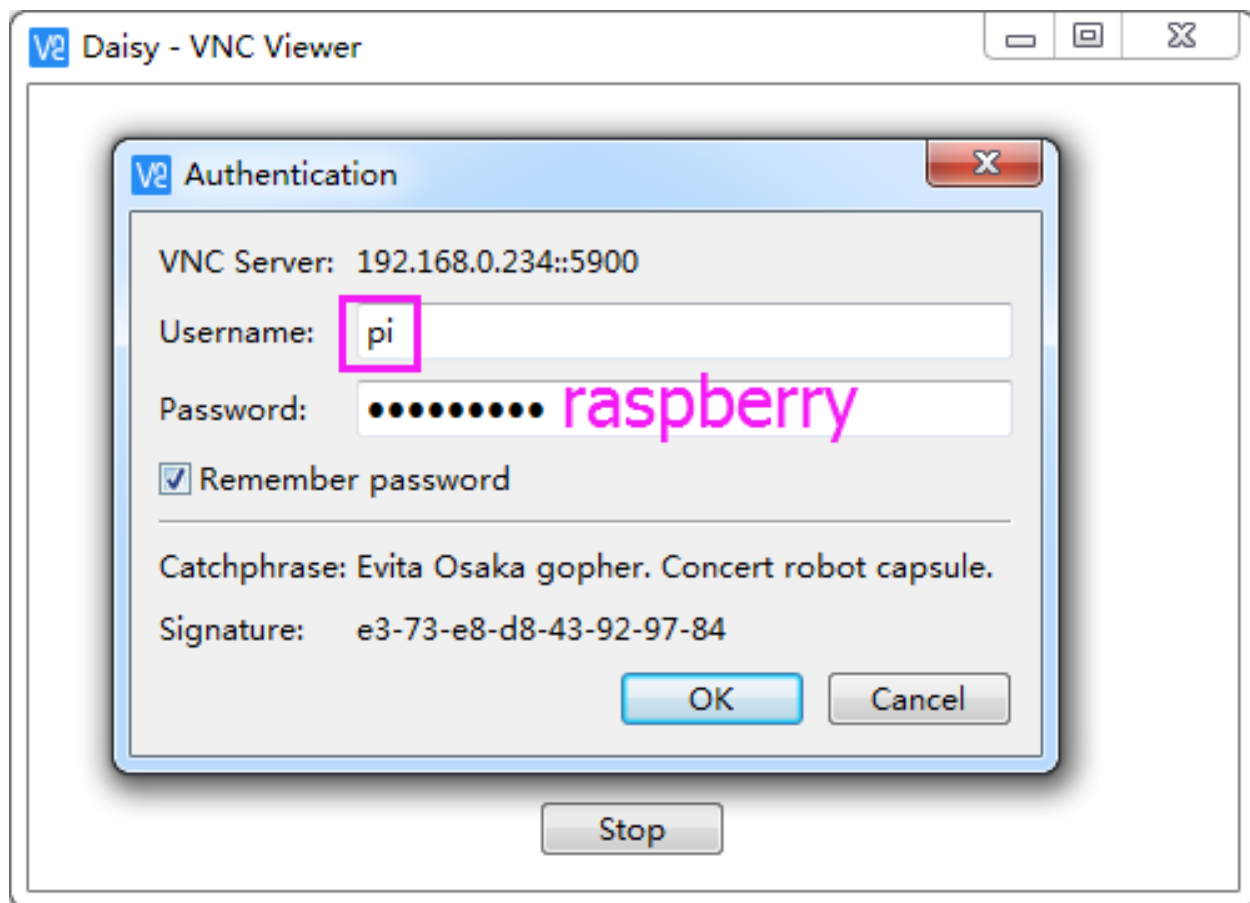 Daisy - VNC Viewer
Authentication
VNC Server: 192.168.0.234::5900
Username: pi
Password: ••••••••• raspberry
Remember password
Catchphrase: Evita Osaka gopher. Concert robot capsule.
Signature: e3-73-e8-d8-43-92-97-84
OK Cancel
Stop